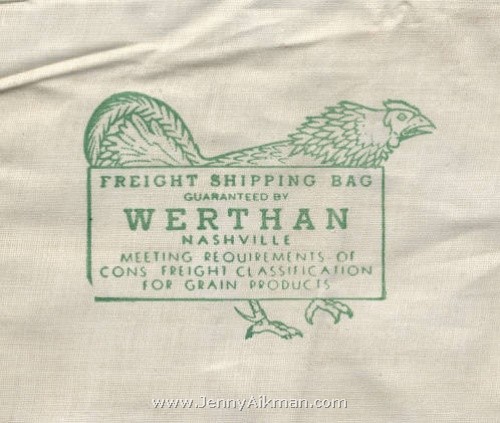 FREIGHT SHIPPING BAG
GUARANTEED BY
WERTHAN
NASHVILLE
MEETING REQUIREMENTS OF
CONS FREIGHT CLASSIFICATION
FOR GRAIN PRODUCTS
www.JennyAikman.com